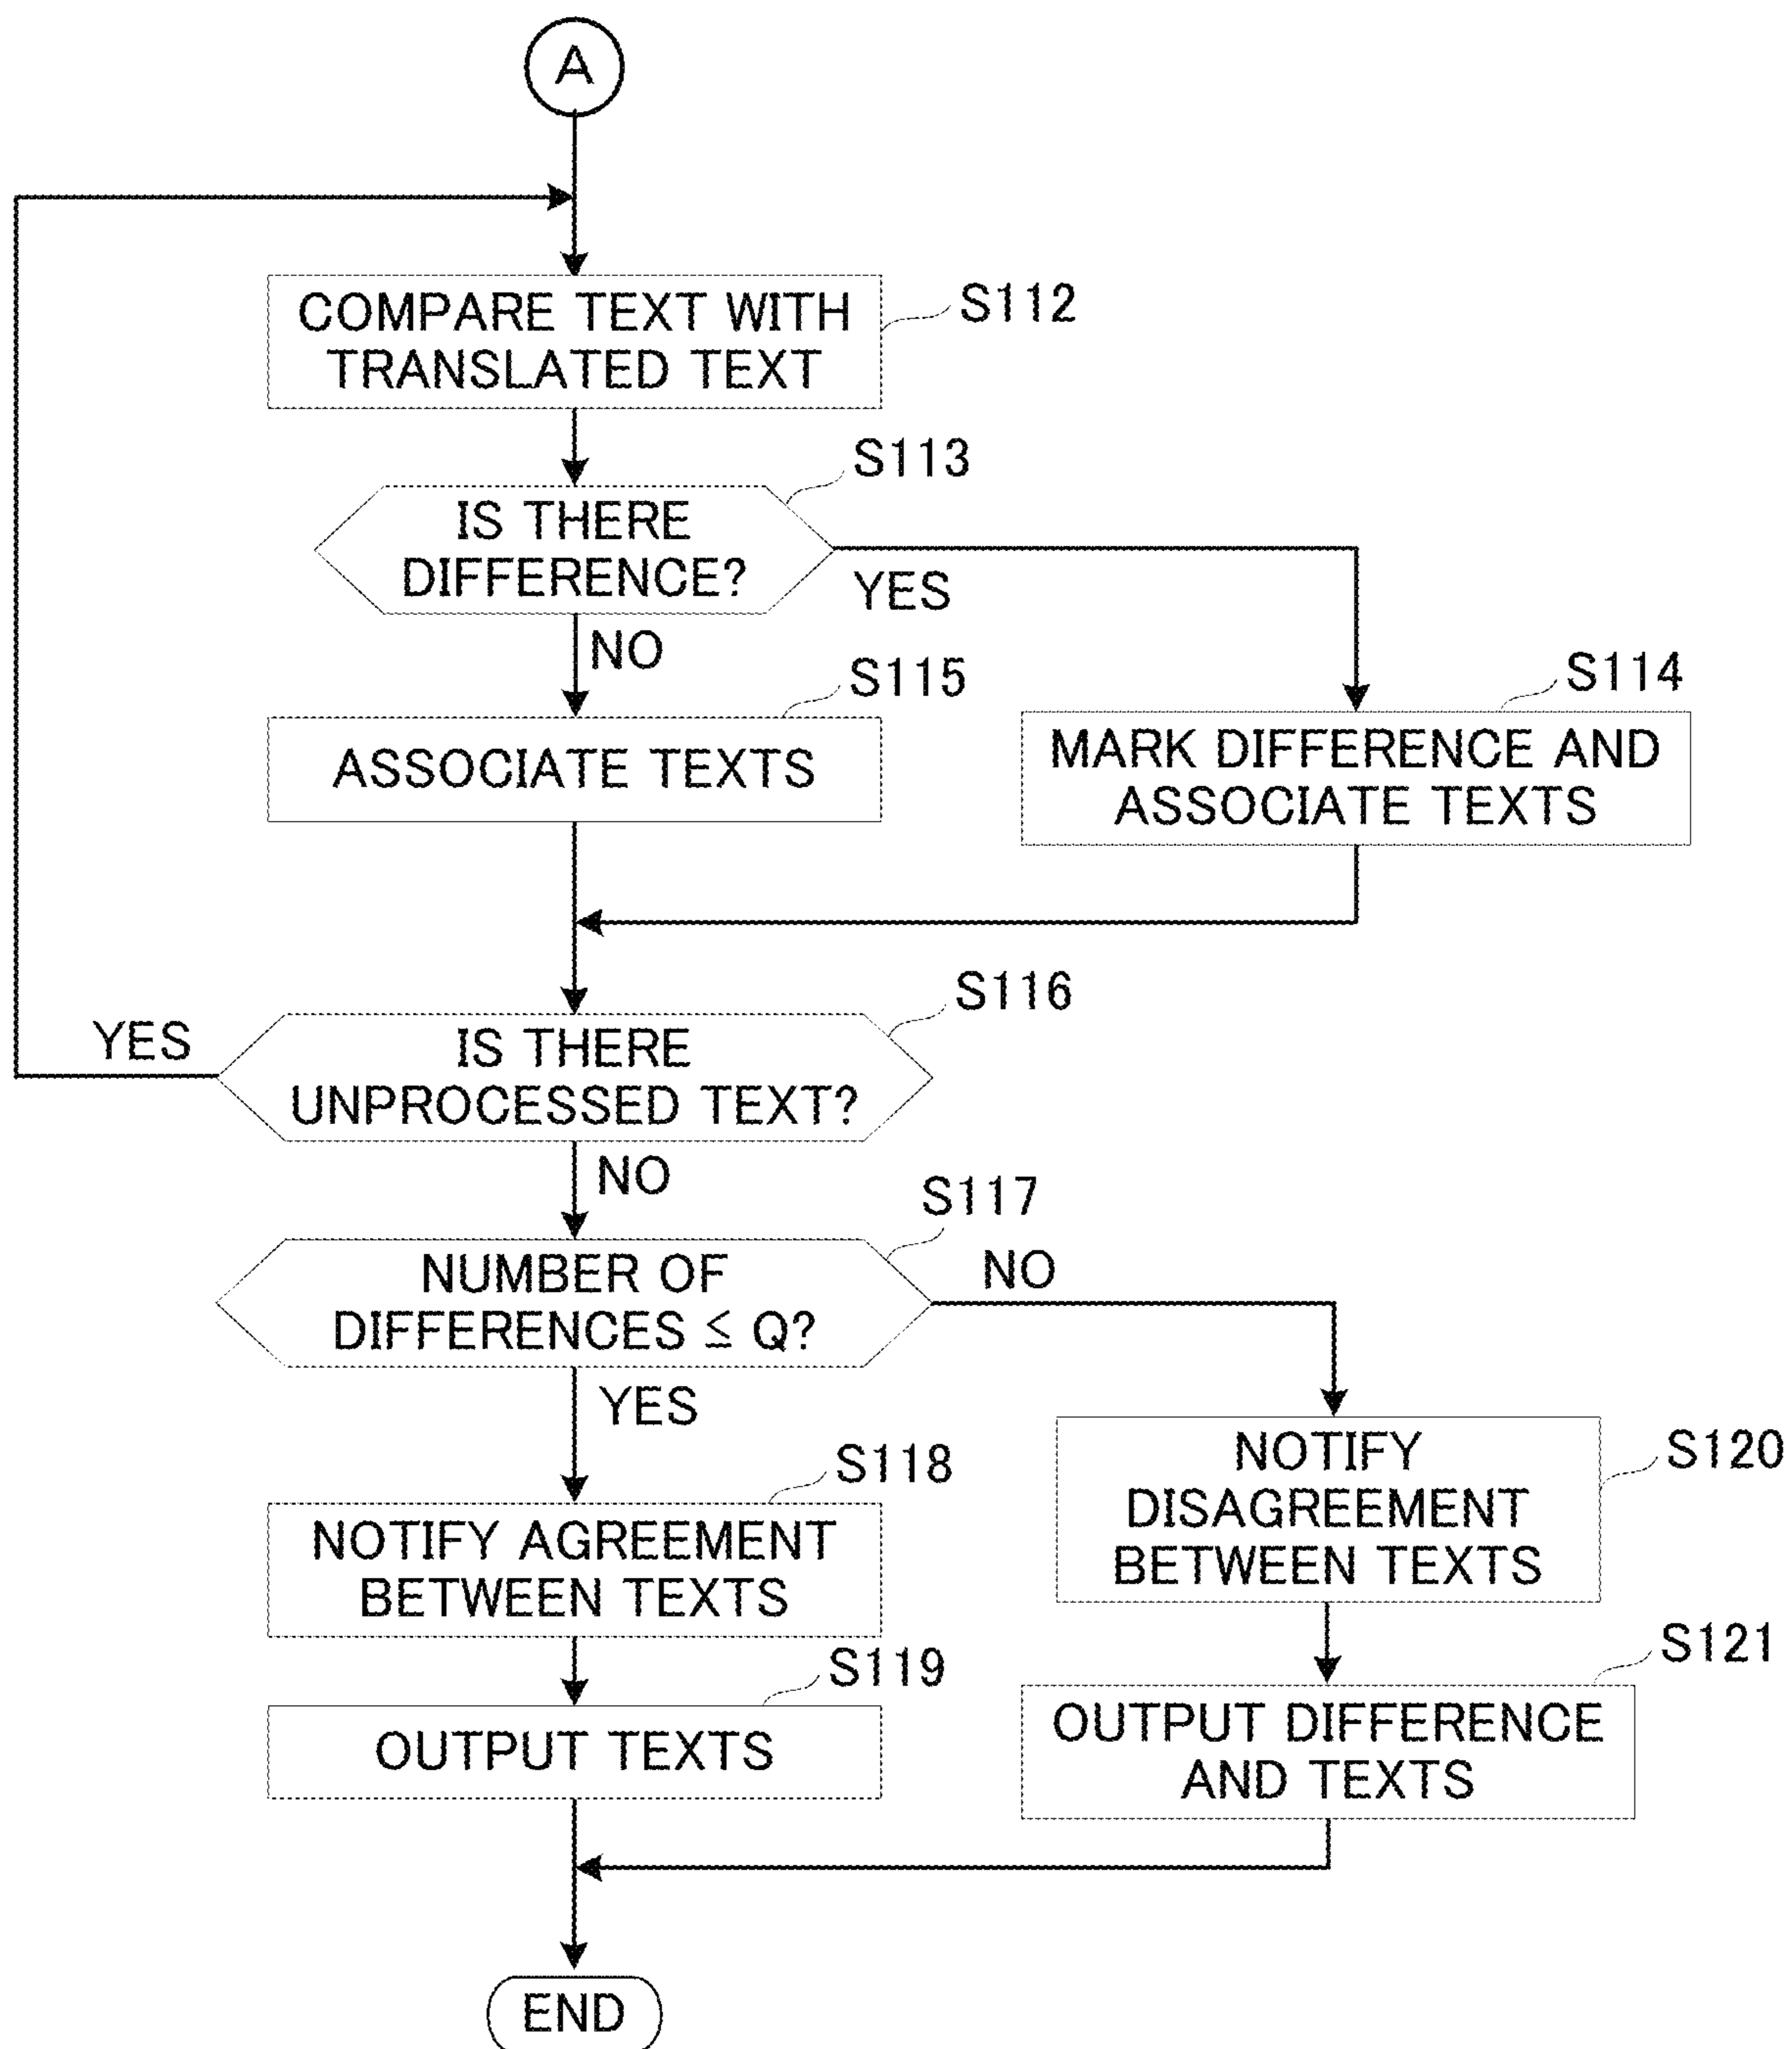 A
COMPARE TEXT WITH
TRANSLATED TEXT
S112
S113
IS THERE
DIFFERENCE?
YES
NO
S115
S114
ASSOCIATE TEXTS
MARK DIFFERENCE AND
ASSOCIATE TEXTS
S116
YES
IS THERE
UNPROCESSED TEXT?
NO
S117
NUMBER OF
DIFFERENCES ≦ Q?
NO
YES
S118
NOTIFY AGREEMENT
BETWEEN TEXTS
NOTIFY
DISAGREEMENT
BETWEEN TEXTS
S120
S119
OUTPUT TEXTS
S121
OUTPUT DIFFERENCE
AND TEXTS
END